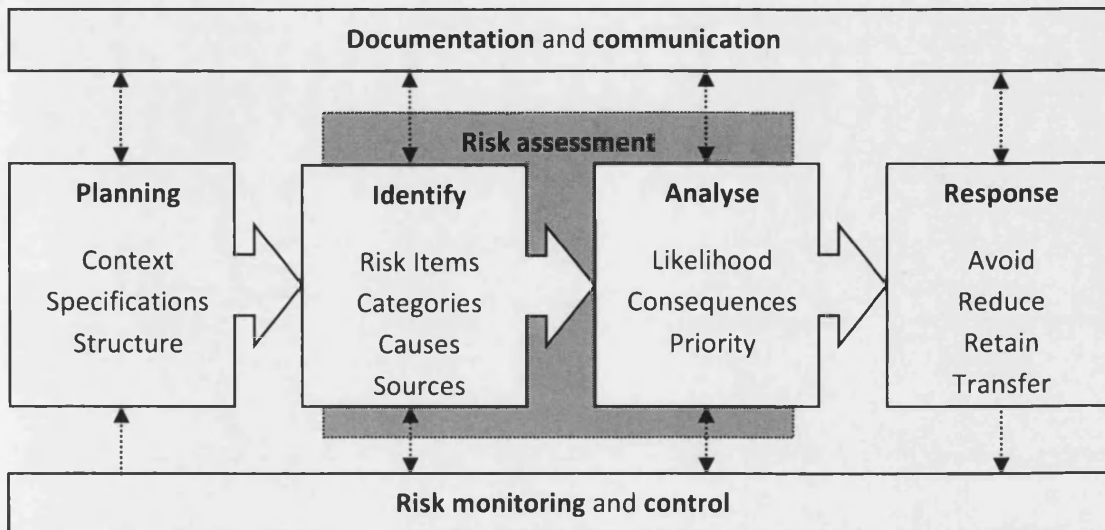 Documentation and communication
Risk assessment
Planning
Context
Specifications
Structure
Identify
Risk Items
Categories
Causes
Sources
Analyse
Likelihood
Consequences
Priority
Response
Avoid
Reduce
Retain
Transfer
Risk monitoring and control